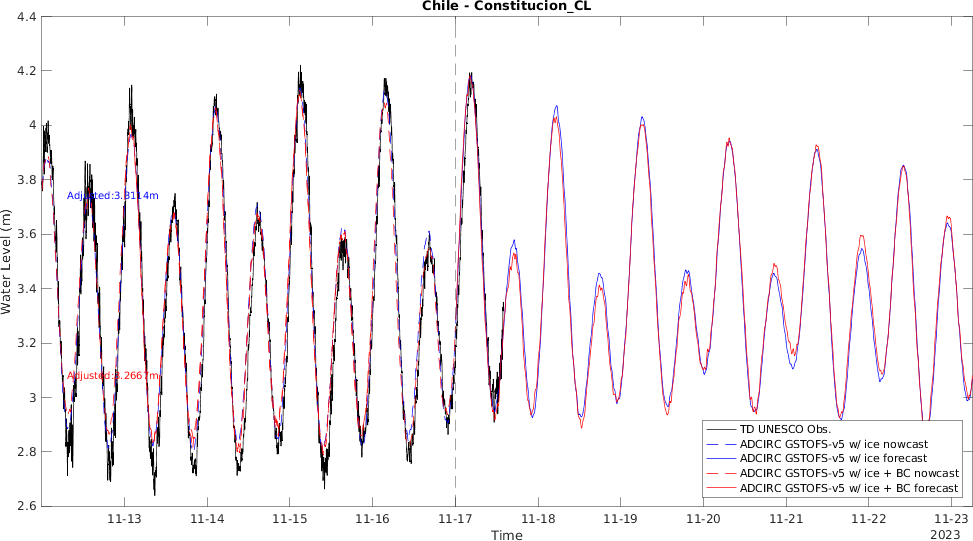 Chile - Constitucion_CL
4.4
4.2
4
3.8
3.6
3.4
3.2
3
2.8
2.6
Water Level (m)
Adjusted:3.3114m
Adjusted:3.2667m
TD UNESCO Obs.
ADCIRC GSTOFS-v5 w/ ice nowcast
ADCIRC GSTOFS-v5 w/ ice forecast
ADCIRC GSTOFS-v5 w/ ice + BC nowcast
ADCIRC GSTOFS-v5 w/ ice + BC forecast
11-13 11-14 11-15 11-16 11-17 11-18 11-19 11-20 11-21 11-22 11-23
2023
Time